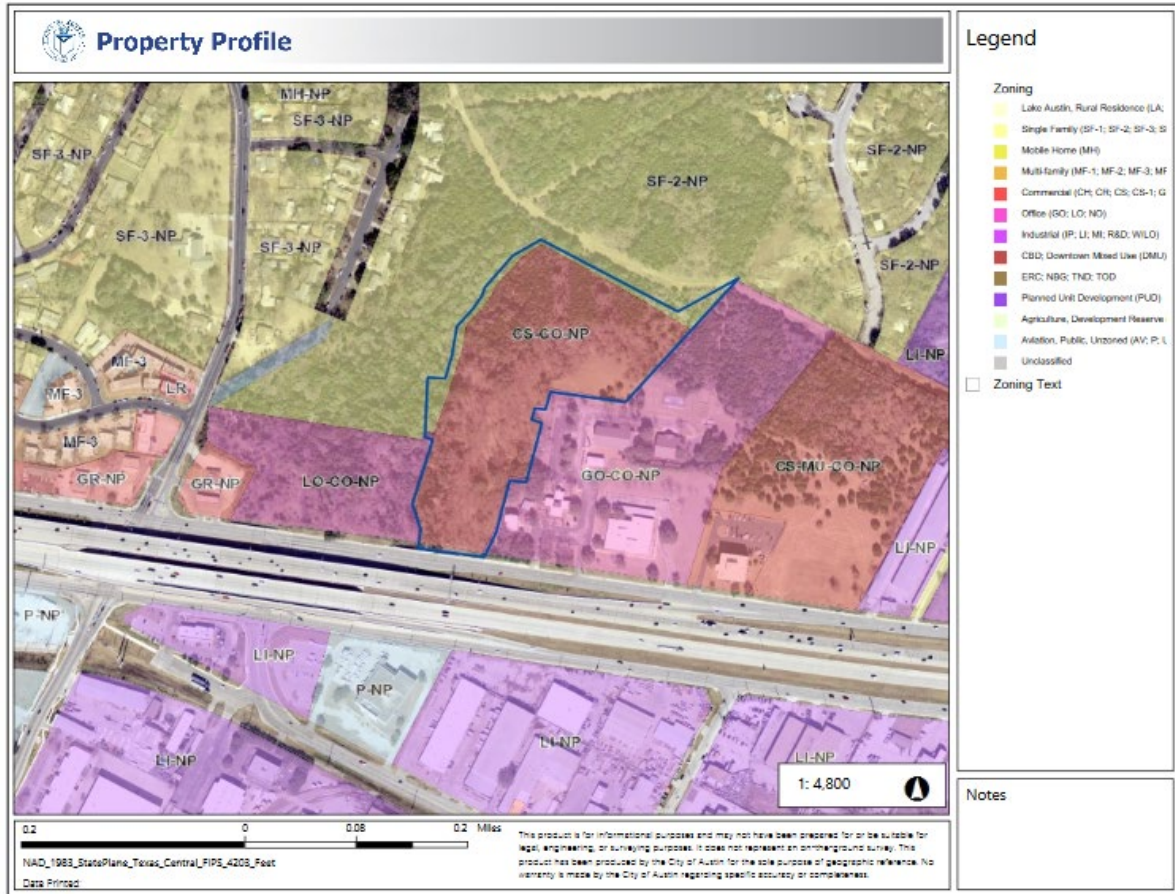 Property Profile
MH-NP
SF-3-NP
SF-3-NP
SF-2-NP
SF-2-NP
SF-3-NP
SF-3-NP
SF-2-NP
CS-CO-NP
LI-NP
MF-3
MF-3
LR
MF-3
GR-NP
GR-NP
LO-CO-NP
GO-CO-NP
CS-MU-CO-NP
LI-NP
P-NP
LI-NP
P-NP
LI-NP
LI-NP
LI-NP
1: 4,800
Legend
Zoning
Lake Austin, Rural Residence (LA;
Single Family (SF-1; SF-2; SF-3; S
Mobile Home (MH)
Multi-family (MF-1; MF-2; MF-3; MF
Commercial (CH; CR; CS; CS-1; G
Office (GO; LO; NO)
Industrial (IP; LI; MI; R&D; W/LO)
CBD; Downtown Mixed Use (DMU)
ERC; NBG; TND; TOD
Planned Unit Development (PUD)
Agriculture, Development Reserve
Aviation, Public, Unzoned (AV; P; U
Unclassified
Zoning Text
Notes
0.2 0 0.08 0.2 Miles
NAD_1983_StatePlane_Texas_Central_FIPS_4203_Feet
Date Printed:
This product is for informational purposes and may not have been prepared for or be suitable for
legal, engineering, or surveying purposes. It does not represent an on-the-ground survey. This
product has been produced by the City of Austin for the sole purpose of geographic reference. No
warranty is made by the City of Austin regarding specific accuracy or completeness.